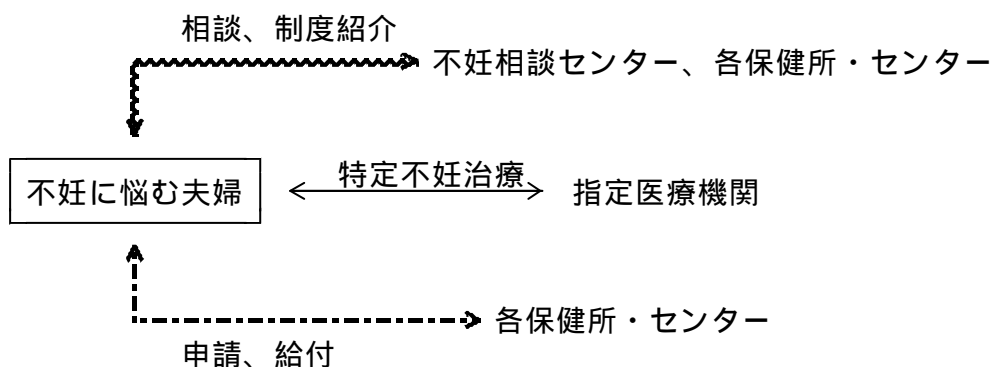 相談、制度紹介
不妊相談センター、各保健所・センター
不妊に悩む夫婦
特定不妊治療
指定医療機関
各保健所・センター
申請、給付